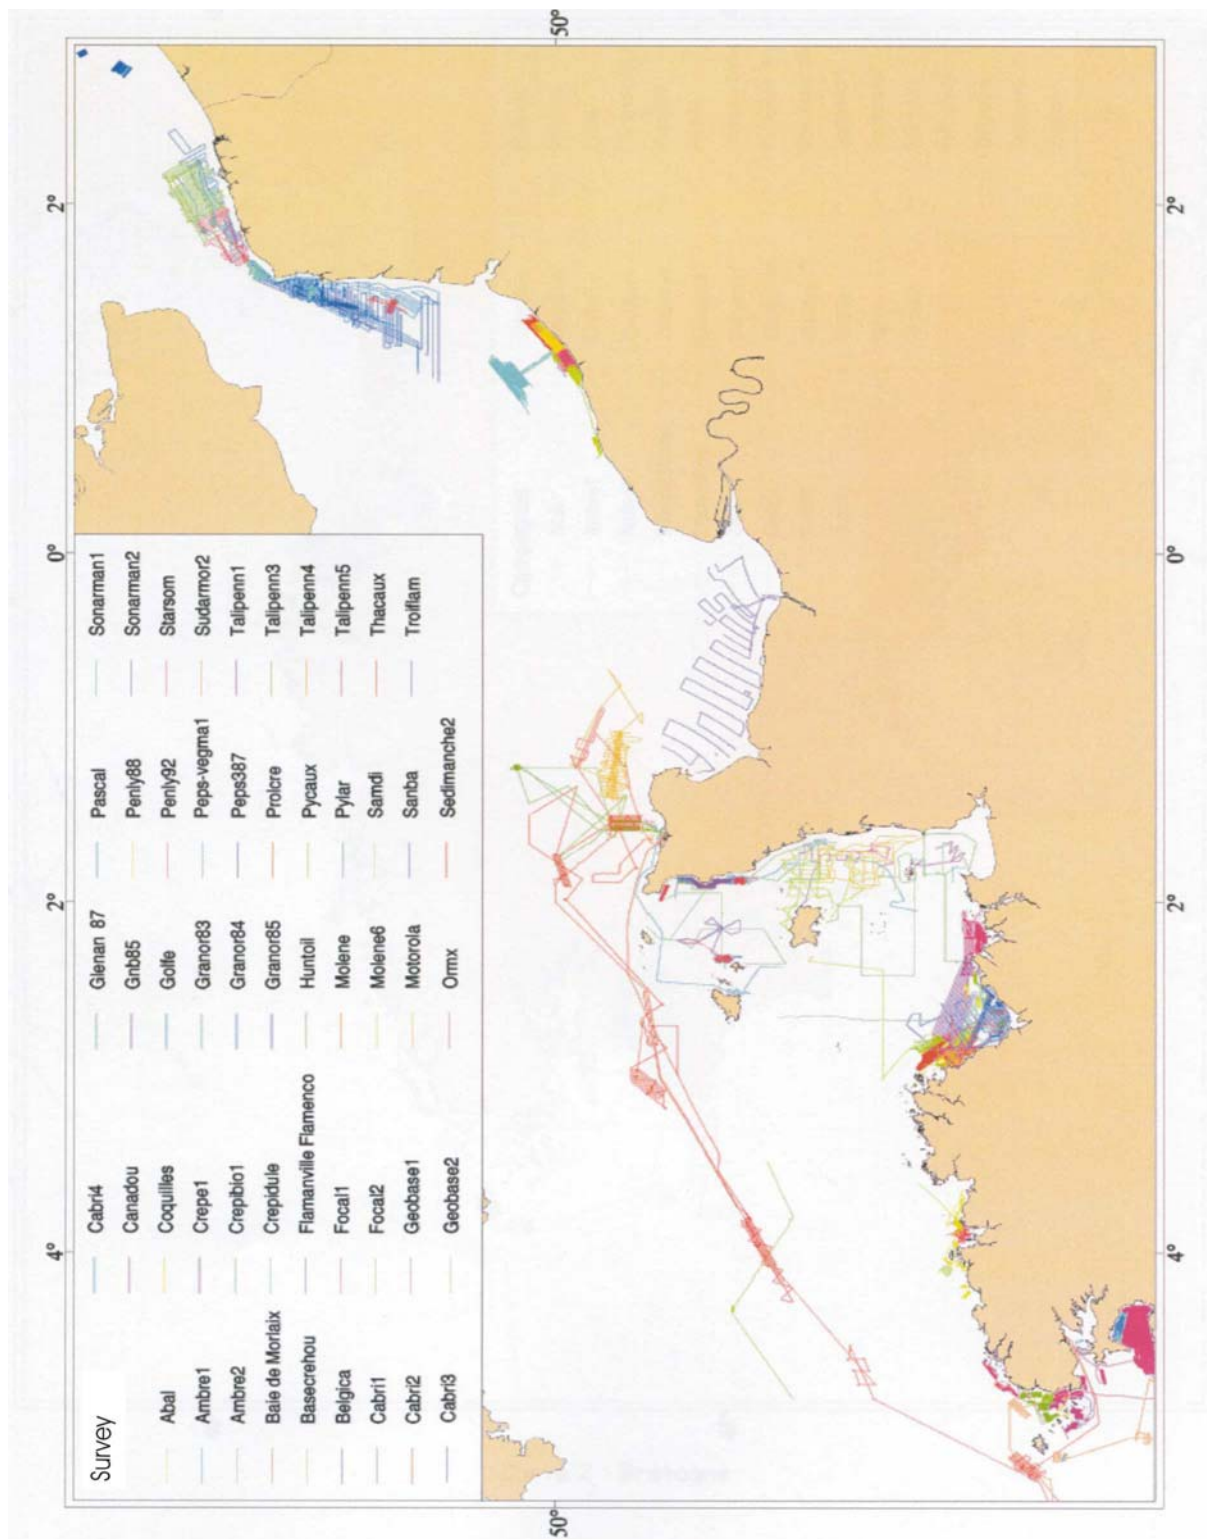 Survey
Abal
Ambre1
Ambre2
Baie de Morlaix
Basecrehou
Belgica
Cabri1
Cabri2
Cabri3
Cabri4
Canadou
Coquilles
Crepe1
Crepibio1
Crepidule
Flamanville Flamenco
Focal1
Focal2
Geobase1
Geobase2
Glenan 87
Gnb85
Golfe
Granor83
Granor84
Granor85
Huntoil
Molene
Molene6
Motorola
Ormx
Pascal
Penly88
Penly92
Peps-vegma1
Peps387
Prolcre
Pycaux
Pylar
Samdi
Sanba
Sedimanche2
Sonarman1
Sonarman2
Starsom
Sudarmor2
Talipenn1
Talipenn3
Talipenn4
Talipenn5
Thacaux
Troiflam
4°
2°
0°
2°
50°
50°
4°
2°
0°
2°